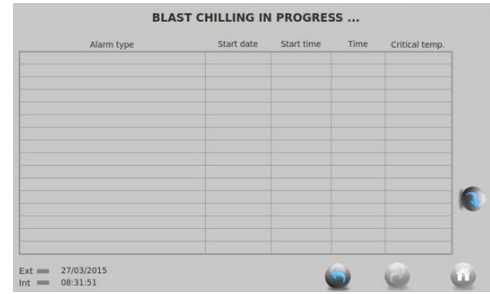 BLAST CHILLING IN PROGRESS ...
Alarm type Start date Start time Time Critical temp.
Ext 27/03/2015
Int 08:31:51